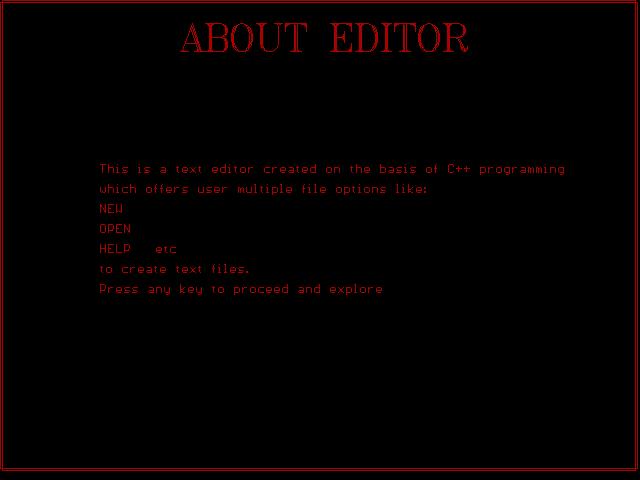 ABOUT EDITOR
This is a text editor created on the basis of C++ programming
which offers user multiple file options like:
NEW
OPEN
HELP etc
to create text files.
Press any key to proceed and explore